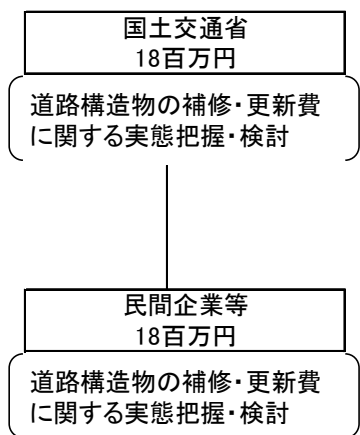 国土交通省
18百万円
道路構造物の補修・更新費
に関する実態把握・検討
民間企業等
18百万円
道路構造物の補修・更新費
に関する実態把握・検討